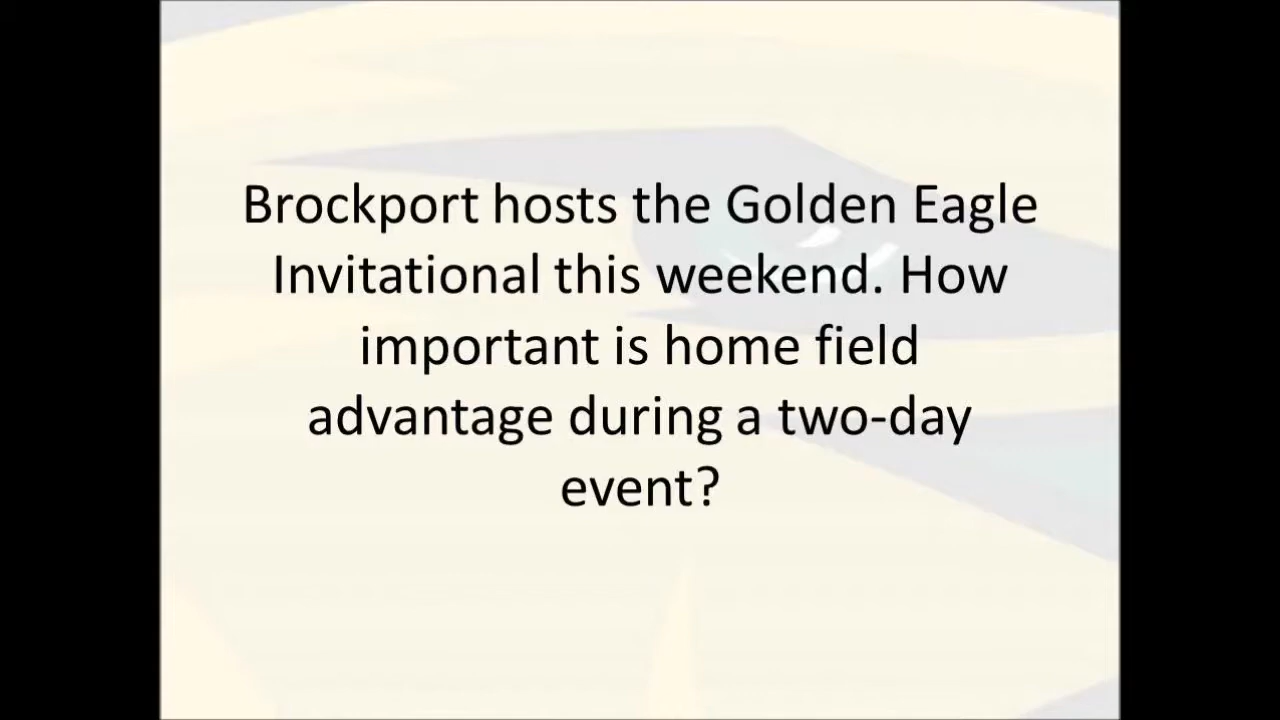 Brockport hosts the Golden Eagle
Invitational this weekend. How
important is home field
advantage during a two-day
event?